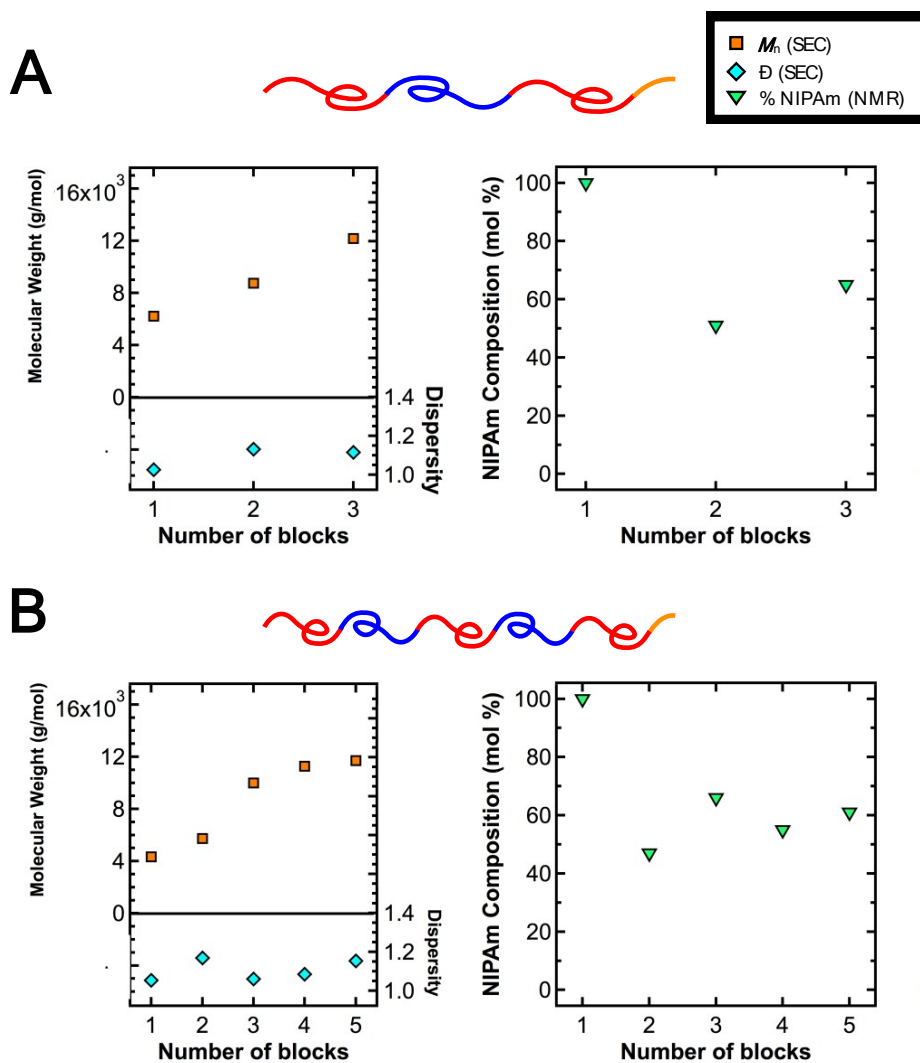 A
Mn (SEC)
Đ (SEC)
% NIPAm (NMR)
Molecular Weight (g/mol)
16x10³
12
8
4
0
1.4
1.2
1.0
Dispersity
1 2 3
Number of blocks
NIPAm Composition (mol %)
100
80
60
40
20
0
1 2 3
Number of blocks
B
Molecular Weight (g/mol)
16x10³
12
8
4
0
1.4
1.2
1.0
Dispersity
1 2 3 4 5
Number of blocks
NIPAm Composition (mol %)
100
80
60
40
20
0
1 2 3 4 5
Number of blocks